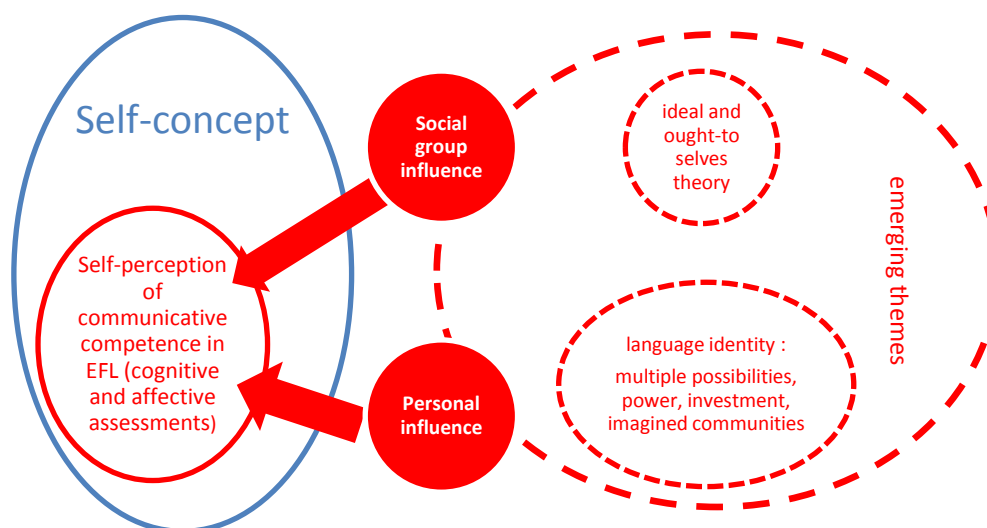 Self-concept
Self-perception
of
communicative
competence in
EFL (cognitive
and affective
assessments)
Social
group
influence
Personal
influence
ideal and
ought-to
selves
theory
language identity :
multiple possibilities,
power, investment,
imagined communities
emerging themes